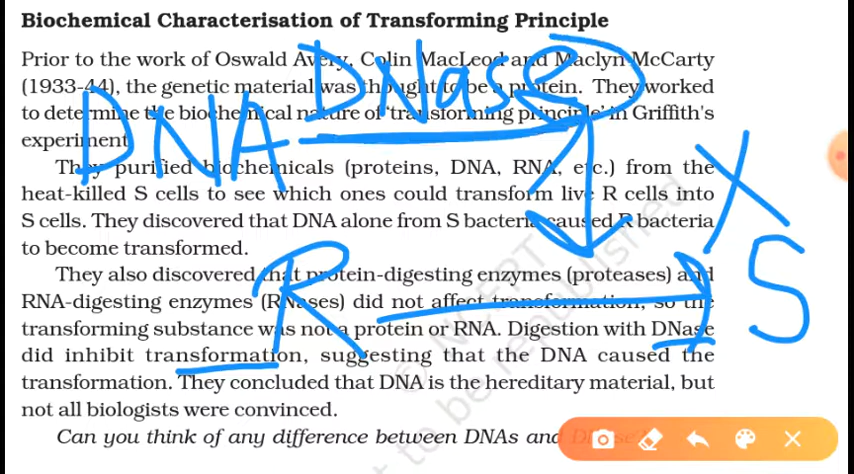 Biochemical Characterisation of Transforming Principle
Prior to the work of Oswald Avery, Colin MacLeod and Maclyn McCarty
(1933-44), the genetic material was thought to be a protein. They worked
to determine the biochemical nature of 'transforming principle' in Griffith's
experiment.
They purified biochemicals (proteins, DNA, RNA, etc.) from the
heat-killed S cells to see which ones could transform live R cells into
S cells. They discovered that DNA alone from S bacteria caused R bacteria
to become transformed.
They also discovered that protein-digesting enzymes (proteases) and
RNA-digesting enzymes (RNases) did not affect transformation, so the
transforming substance was not a protein or RNA. Digestion with DNase
did inhibit transformation, suggesting that the DNA caused the
transformation. They concluded that DNA is the hereditary material, but
not all biologists were convinced.
Can you think of any difference between DNAs and DNase?
DNase
DNA
X
R S
© NCERT
not to be republished